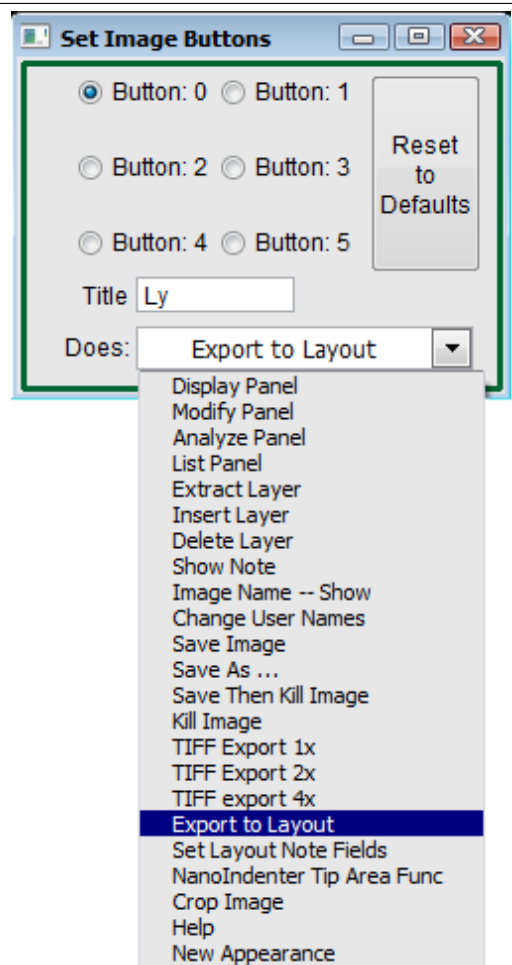 Set Image Buttons
Button: 0 Button: 1
Button: 2 Button: 3
Button: 4 Button: 5
Reset
to
Defaults
Title Ly
Does: Export to Layout
Display Panel
Modify Panel
Analyze Panel
List Panel
Extract Layer
Insert Layer
Delete Layer
Show Note
Image Name -- Show
Change User Names
Save Image
Save As ...
Save Then Kill Image
Kill Image
TIFF Export 1x
TIFF Export 2x
TIFF export 4x
Export to Layout
Set Layout Note Fields
NanoIndenter Tip Area Func
Crop Image
Help
New Appearance